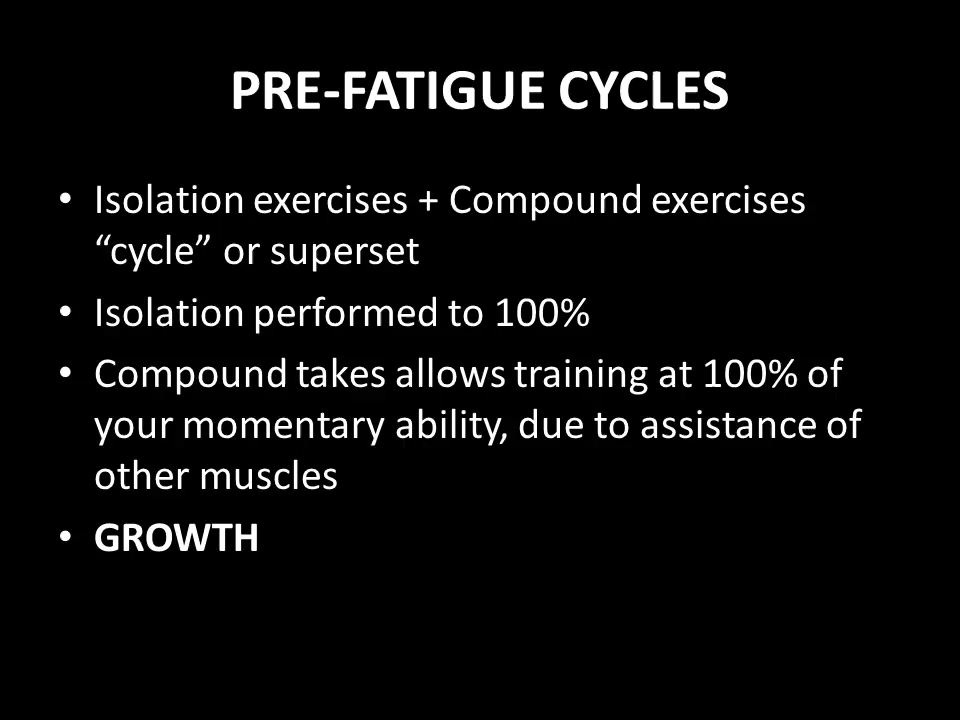 PRE-FATIGUE CYCLES
• Isolation exercises + Compound exercises
“cycle” or superset
• Isolation performed to 100%
• Compound takes allows training at 100% of
your momentary ability, due to assistance of
other muscles
• GROWTH